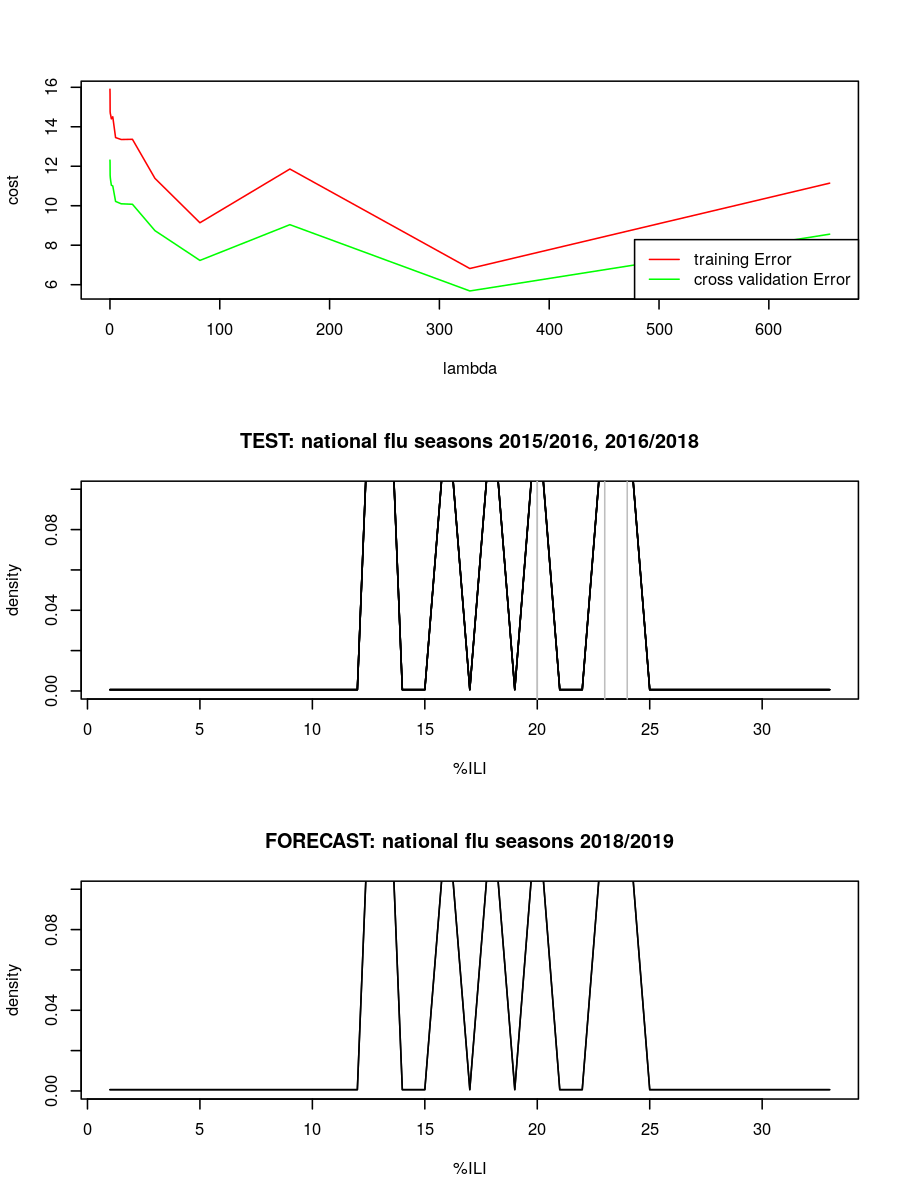 16
14
12
10
8
6
cost
training Error
cross validation Error
0 100 200 300 400 500 600
lambda
TEST: national flu seasons 2015/2016, 2016/2018
0.08
0.04
0.00
density
0 5 10 15 20 25 30
%ILI
FORECAST: national flu seasons 2018/2019
0.08
0.04
0.00
density
0 5 10 15 20 25 30
%ILI